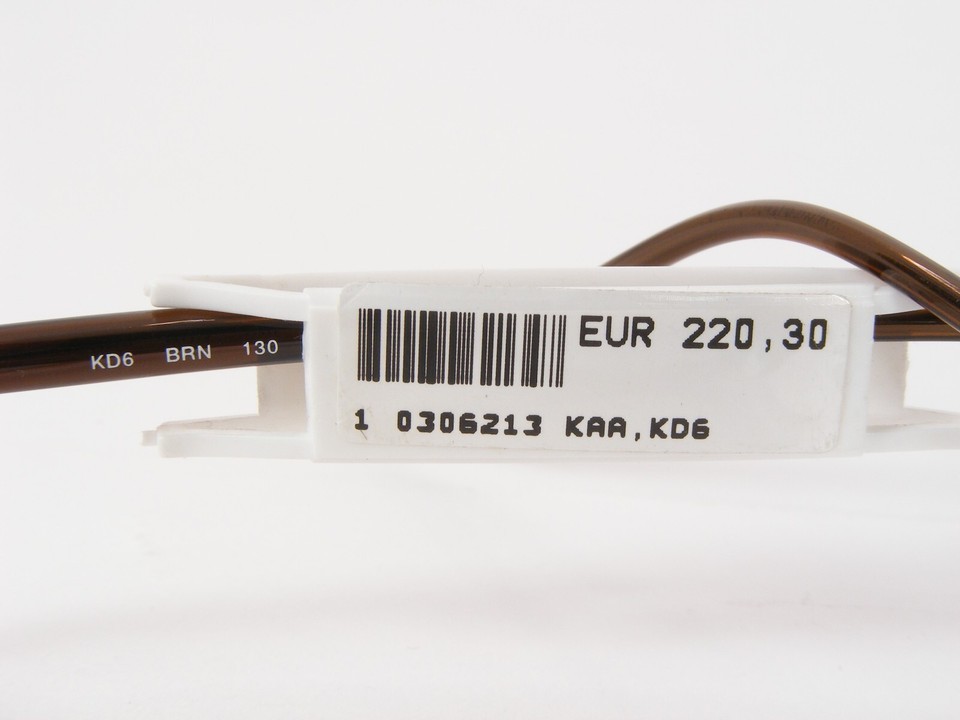 KD6 BRN 130
EUR 220,30
1 0306213 KAA,KD6